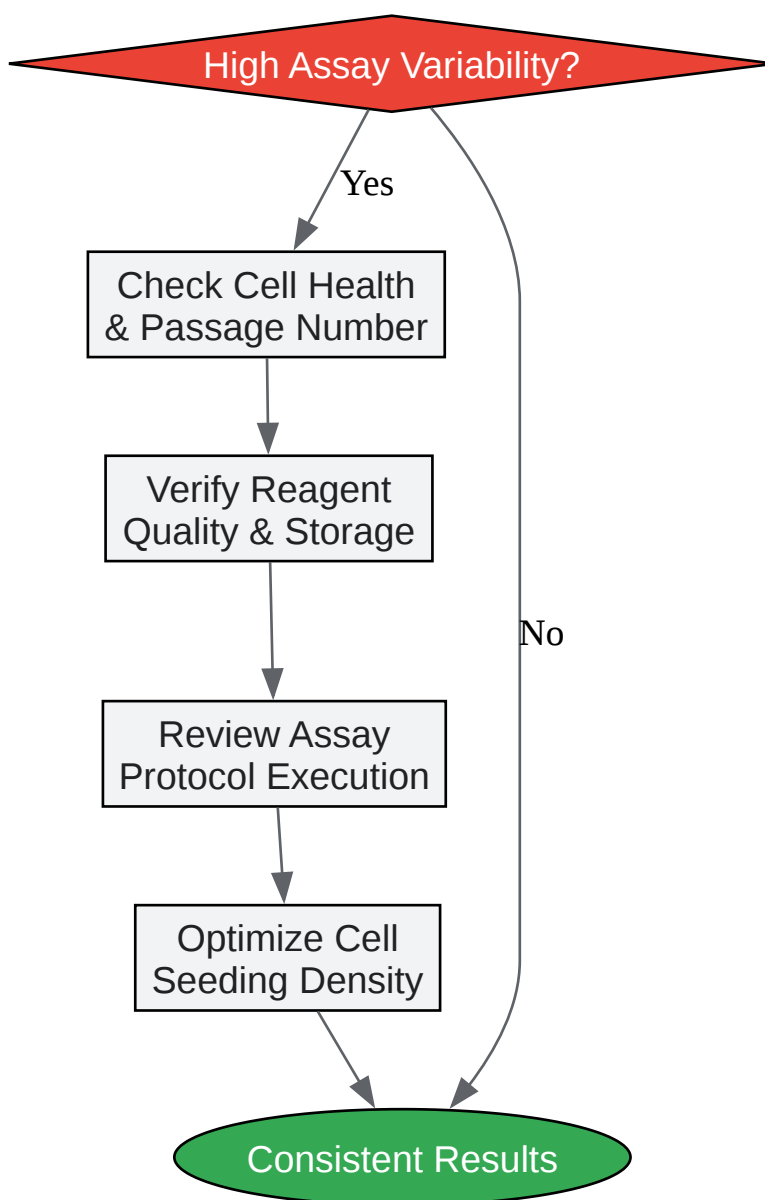 High Assay Variability?
Yes
Check Cell Health
& Passage Number
Verify Reagent
Quality & Storage
No
Review Assay
Protocol Execution
Optimize Cell
Seeding Density
Consistent Results